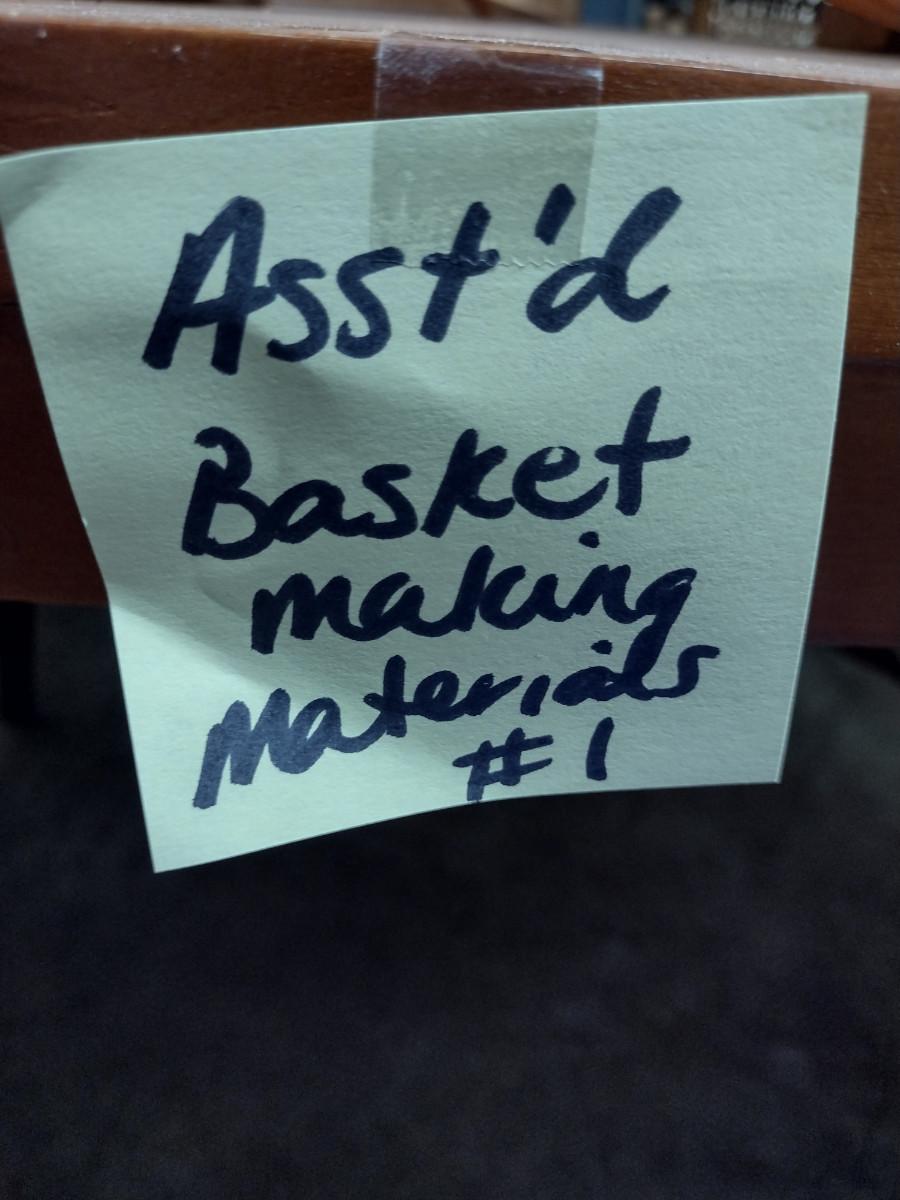 Asst'd
Basket
making
Materials
#1